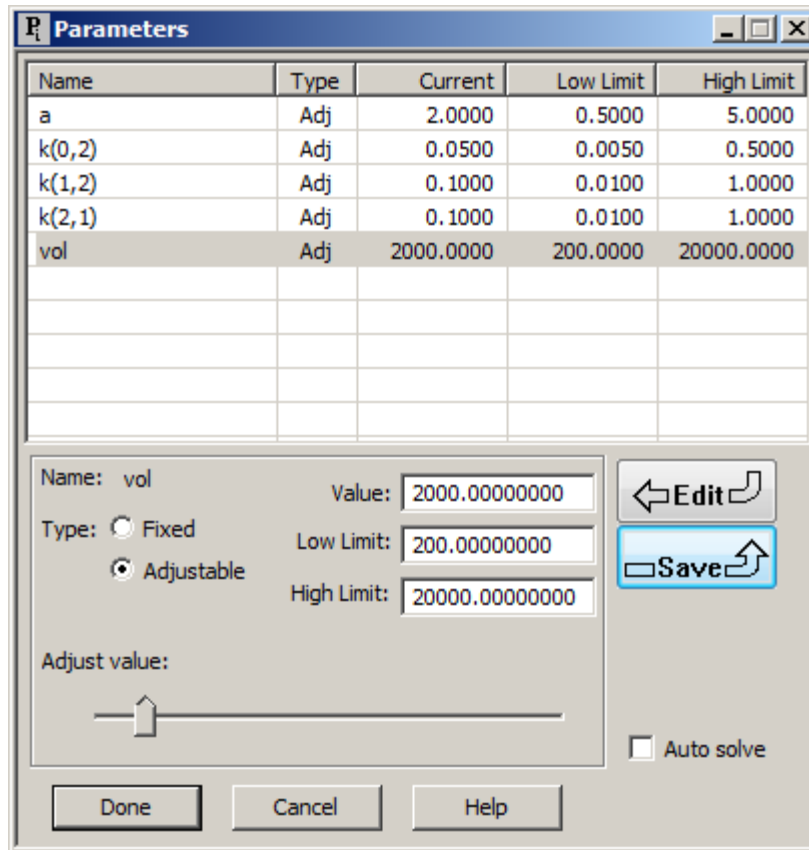 Pi Parameters
Name Type Current Low Limit High Limit
a Adj 2.0000 0.5000 5.0000
k(0,2) Adj 0.0500 0.0050 0.5000
k(1,2) Adj 0.1000 0.0100 1.0000
k(2,1) Adj 0.1000 0.0100 1.0000
vol Adj 2000.0000 200.0000 20000.0000
Name: vol
Value: 2000.00000000
Edit
Type: Fixed
Low Limit: 200.00000000
Save
Adjustable
High Limit: 20000.00000000
Adjust value:
Auto solve
Done Cancel Help